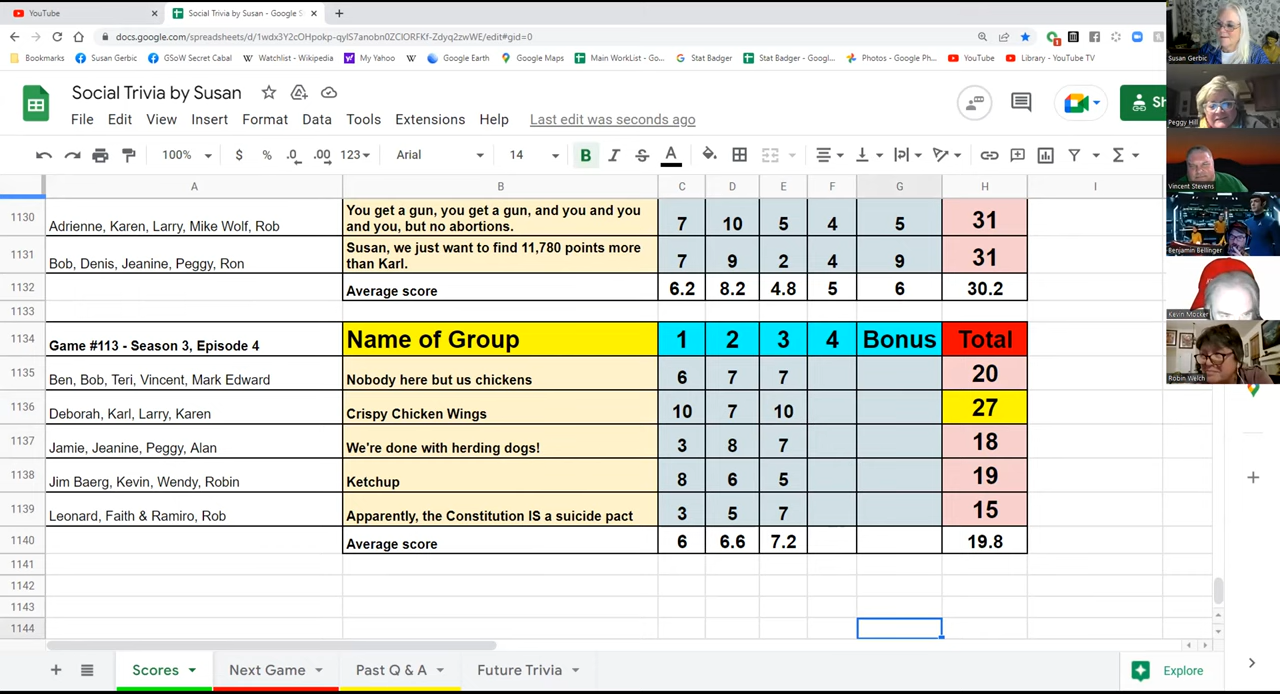 YouTube
Social Trivia by Susan - Google S
docs.google.com/spreadsheets/d/1wdx3Y2cOHpokp-qyIS7anobn0ZCIORFKf-Zdyq2zwWE/edit#gid=0
Bookmarks Susan Gerbic GSoW Secret Cabal Watchlist - Wikipedia My Yahoo Google Earth Google Maps Main WorkList - Go... Stat Badger Stat Badger - Googl... Photos - Google Ph... YouTube Library - YouTube TV
Susan Gerbic
Social Trivia by Susan
Sh
Peggy Hill
File Edit View Insert Format Data Tools Extensions Help Last edit was seconds ago
100% $ % .0 .00 123 Arial 14 B I S A
Vincent Stevens
A B C D E F G H I
1130 Adrienne, Karen, Larry, Mike Wolf, Rob You get a gun, you get a gun, and you and you
and you, but no abortions. 7 10 5 4 5 31
Benjamin Bellinger
1131 Bob, Denis, Jeanine, Peggy, Ron Susan, we just want to find 11,780 points more
than Karl. 7 9 2 4 9 31
1132 Average score 6.2 8.2 4.8 5 6 30.2
1133
Kevin Mocker
1134 Game #113 - Season 3, Episode 4 Name of Group 1 2 3 4 Bonus Total
1135 Ben, Bob, Teri, Vincent, Mark Edward Nobody here but us chickens 6 7 7 20
Robin Welch
1136 Deborah, Karl, Larry, Karen Crispy Chicken Wings 10 7 10 27
1137 Jamie, Jeanine, Peggy, Alan We're done with herding dogs! 3 8 7 18
1138 Jim Baerg, Kevin, Wendy, Robin Ketchup 8 6 5 19
1139 Leonard, Faith & Ramiro, Rob Apparently, the Constitution IS a suicide pact 3 5 7 15
1140 Average score 6 6.6 7.2 19.8
1141
1142
1143
1144
Scores Next Game Past Q & A Future Trivia Explore